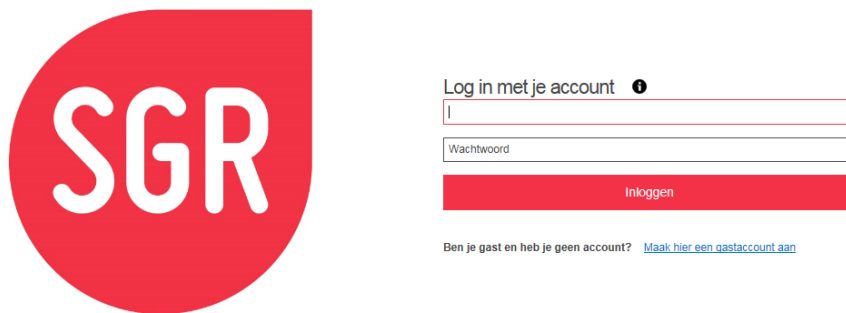 SGR
Log in met je account
Wachtwoord
Inloggen
Ben je gast en heb je geen account? Maak hier een gastaccount aan